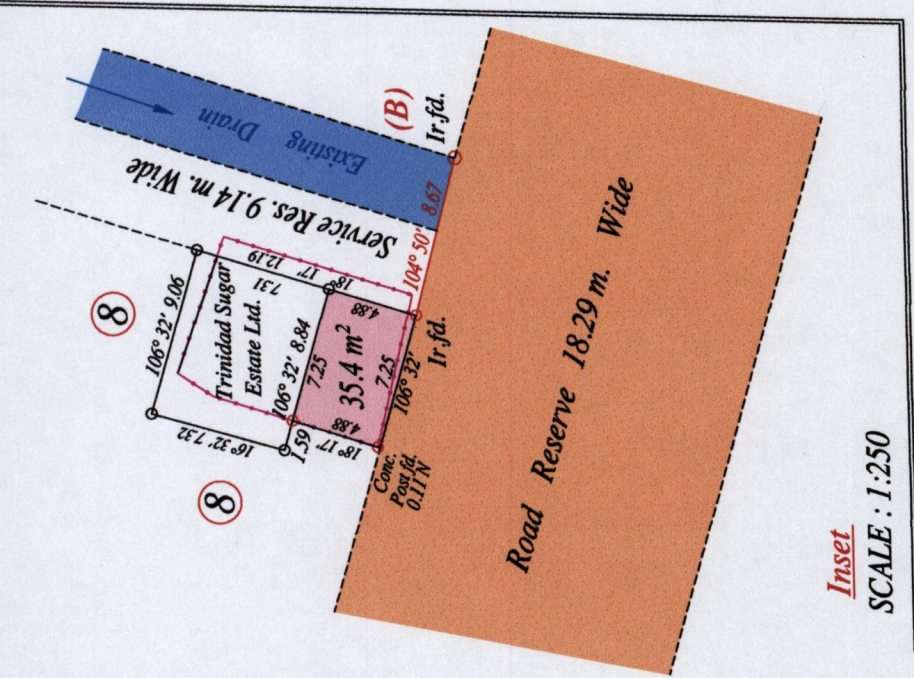 8
106° 32' 9.06
Trinidad Sugar
Estate Ltd.
16° 32' 7.32
7.31
18° 17' 12.19
8
1.59
106° 32' 8.84
7.25
35.4 m²
4.88
4.88
18° 17'
7.25
106° 32'
Conc.
Post fd.
0.11 N
Ir.fd.
104° 50' 8.67
Service Res. 9.14 m. Wide
Existing Drain
(B)
Ir.fd.
Road Reserve 18.29 m. Wide
Inset
SCALE : 1:250